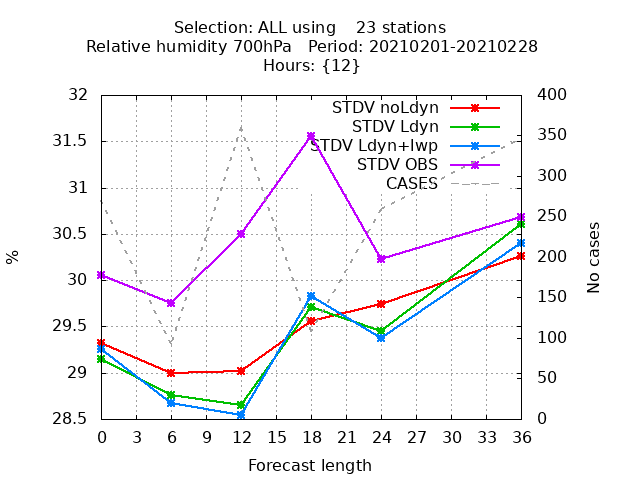 Selection: ALL using 23 stations
Relative humidity 700hPa Period: 20210201-20210228
Hours: {12}
32
31.5
31
30.5
30
29.5
29
28.5
%
400
350
300
250
200
150
100
50
0
No cases
STDV noLdyn
STDV Ldyn
STDV Ldyn+lwp
STDV OBS
CASES
0 3 6 9 12 15 18 21 24 27 30 33 36
Forecast length